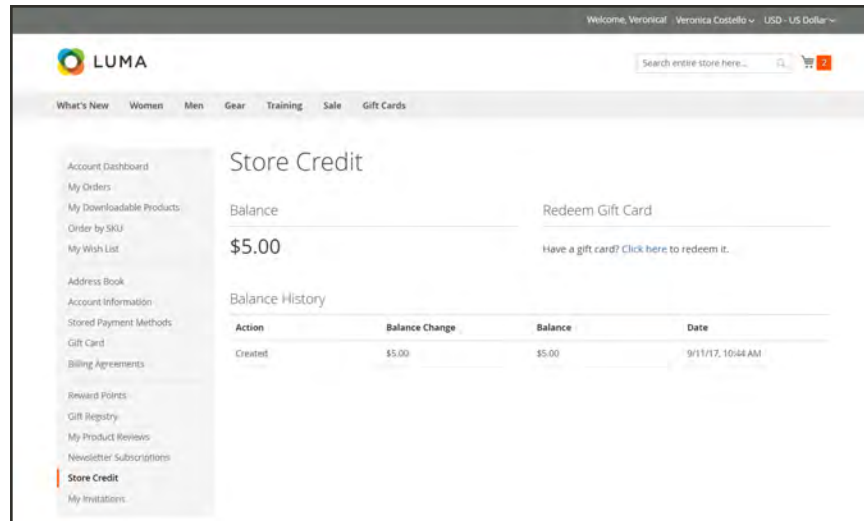 Welcome, Veronica! Veronica Costello USD - US Dollar
LUMA
Search entire store here...
2
What's New Women Men Gear Training Sale Gift Cards
Account Dashboard
My Orders
My Downloadable Products
Order by SKU
My Wish List
Address Book
Account Information
Stored Payment Methods
Gift Card
Billing Agreements
Reward Points
Gift Registry
My Product Reviews
Newsletter Subscriptions
Store Credit
My Invitations
Store Credit
Balance
$5.00
Redeem Gift Card
Have a gift card? Click here to redeem it.
Balance History
Action Balance Change Balance Date
Created $5.00 $5.00 9/11/17, 10:44 AM